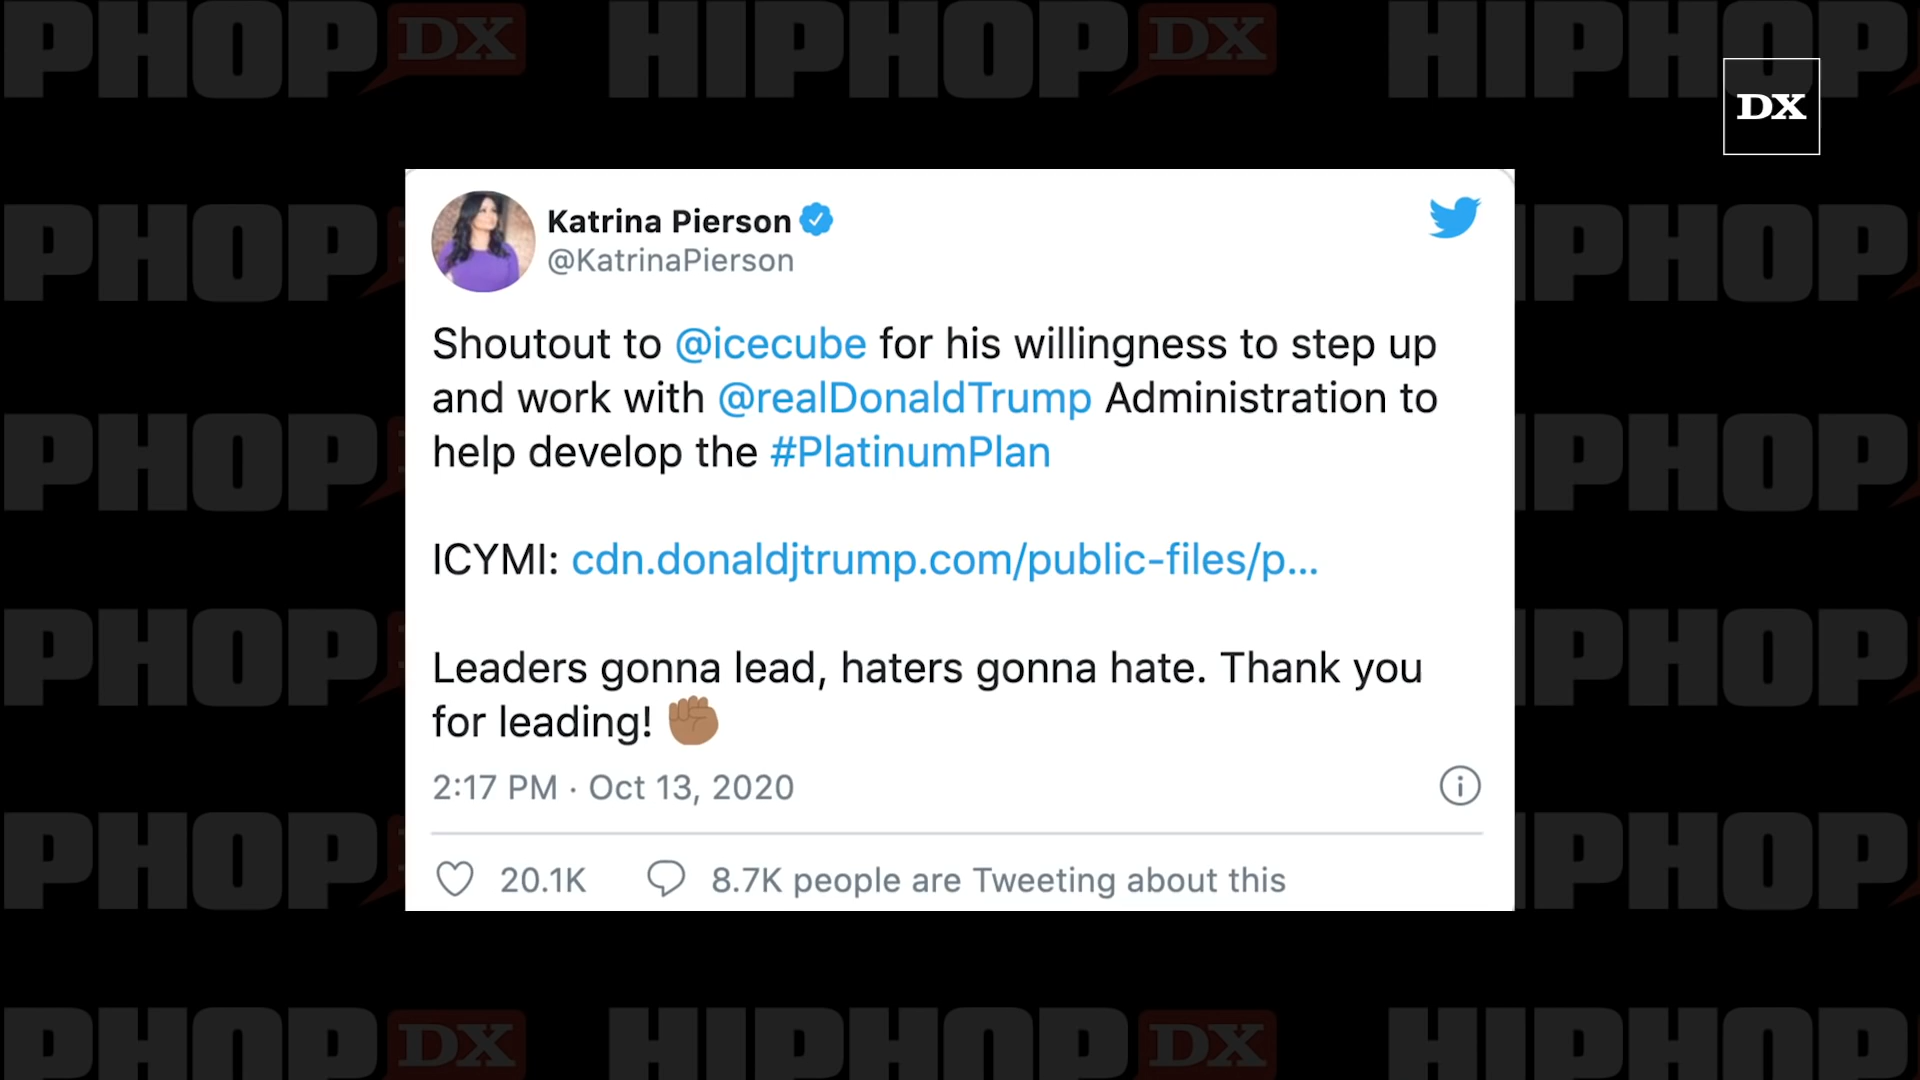 HIPHOP DX
DX
Katrina Pierson
@KatrinaPierson
Shoutout to @icecube for his willingness to step up
and work with @realDonaldTrump Administration to
help develop the #PlatinumPlan
ICYMI: cdn.donaldjtrump.com/public-files/p...
Leaders gonna lead, haters gonna hate. Thank you
for leading! ✊🏾
2:17 PM · Oct 13, 2020
20.1K 8.7K people are Tweeting about this